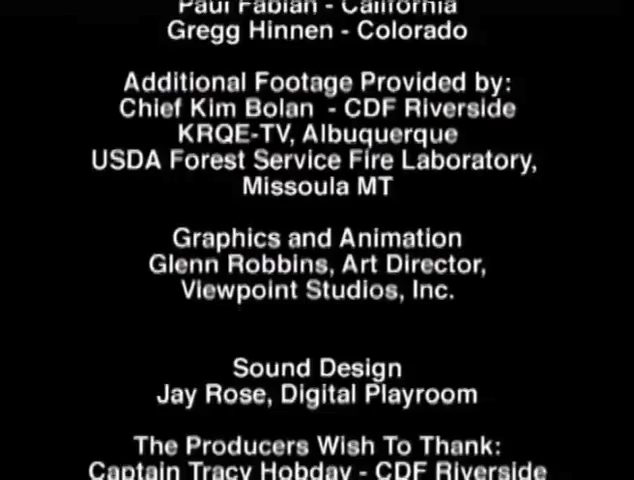 Paul Fabian - California
Gregg Hinnen - Colorado
Additional Footage Provided by:
Chief Kim Bolan - CDF Riverside
KRQE-TV, Albuquerque
USDA Forest Service Fire Laboratory,
Missoula MT
Graphics and Animation
Glenn Robbins, Art Director,
Viewpoint Studios, Inc.
Sound Design
Jay Rose, Digital Playroom
The Producers Wish To Thank:
Captain Tracy Hobday - CDF Riverside